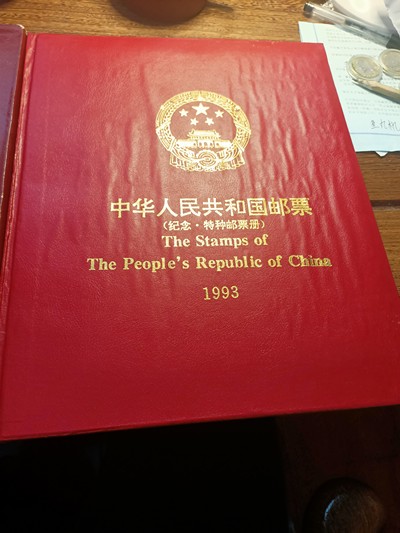 中华人民共和国邮票
(纪念·特种邮票册)
The Stamps of
The People's Republic of China
1993